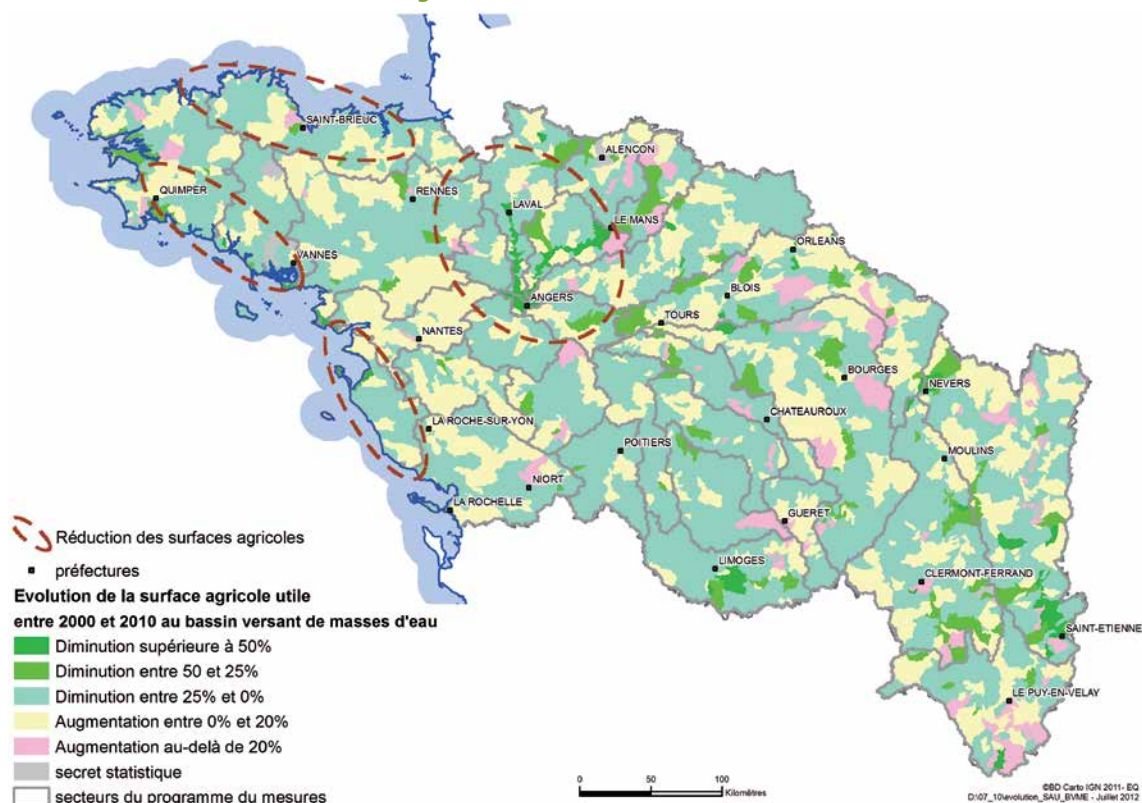 SAINT-BRIEUC
ALENCON
QUIMPER
RENNES
LAVAL
LE MANS
ORLEANS
VANNES
BLOIS
ANGERS
TOURS
NANTES
BOURGES
NEVERS
CHATEAUROUX
LA ROCHE-SUR-YON
POITIERS
MOULINS
NIORT
LA ROCHELLE
GUERET
LIMOGES
CLERMONT-FERRAND
SAINT-ETIENNE
LE PUY-EN-VELAY
Réduction des surfaces agricoles
préfectures
Evolution de la surface agricole utile
entre 2000 et 2010 au bassin versant de masses d'eau
Diminution supérieure à 50%
Diminution entre 50 et 25%
Diminution entre 25% et 0%
Augmentation entre 0% et 20%
Augmentation au-delà de 20%
secret statistique
secteurs du programme du mesures
0 50 100
Kilomètres
©BD Carto IGN 2011- EQ
D:\07_10\evolution_SAU_BVME - Juillet 2012